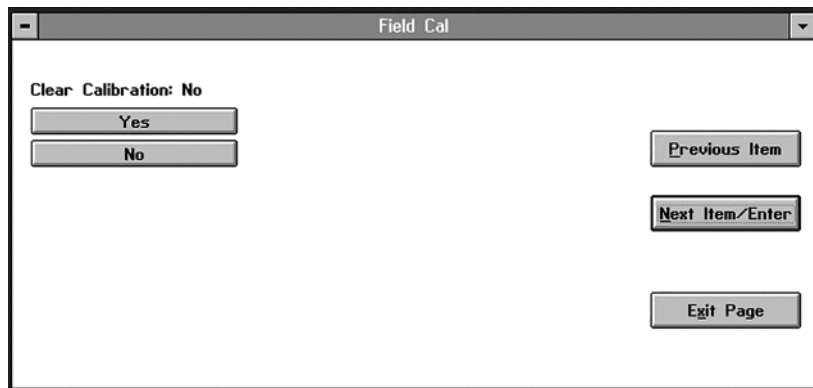 Field Cal
Clear Calibration: No
Yes
No
Previous Item
Next Item/Enter
Exit Page